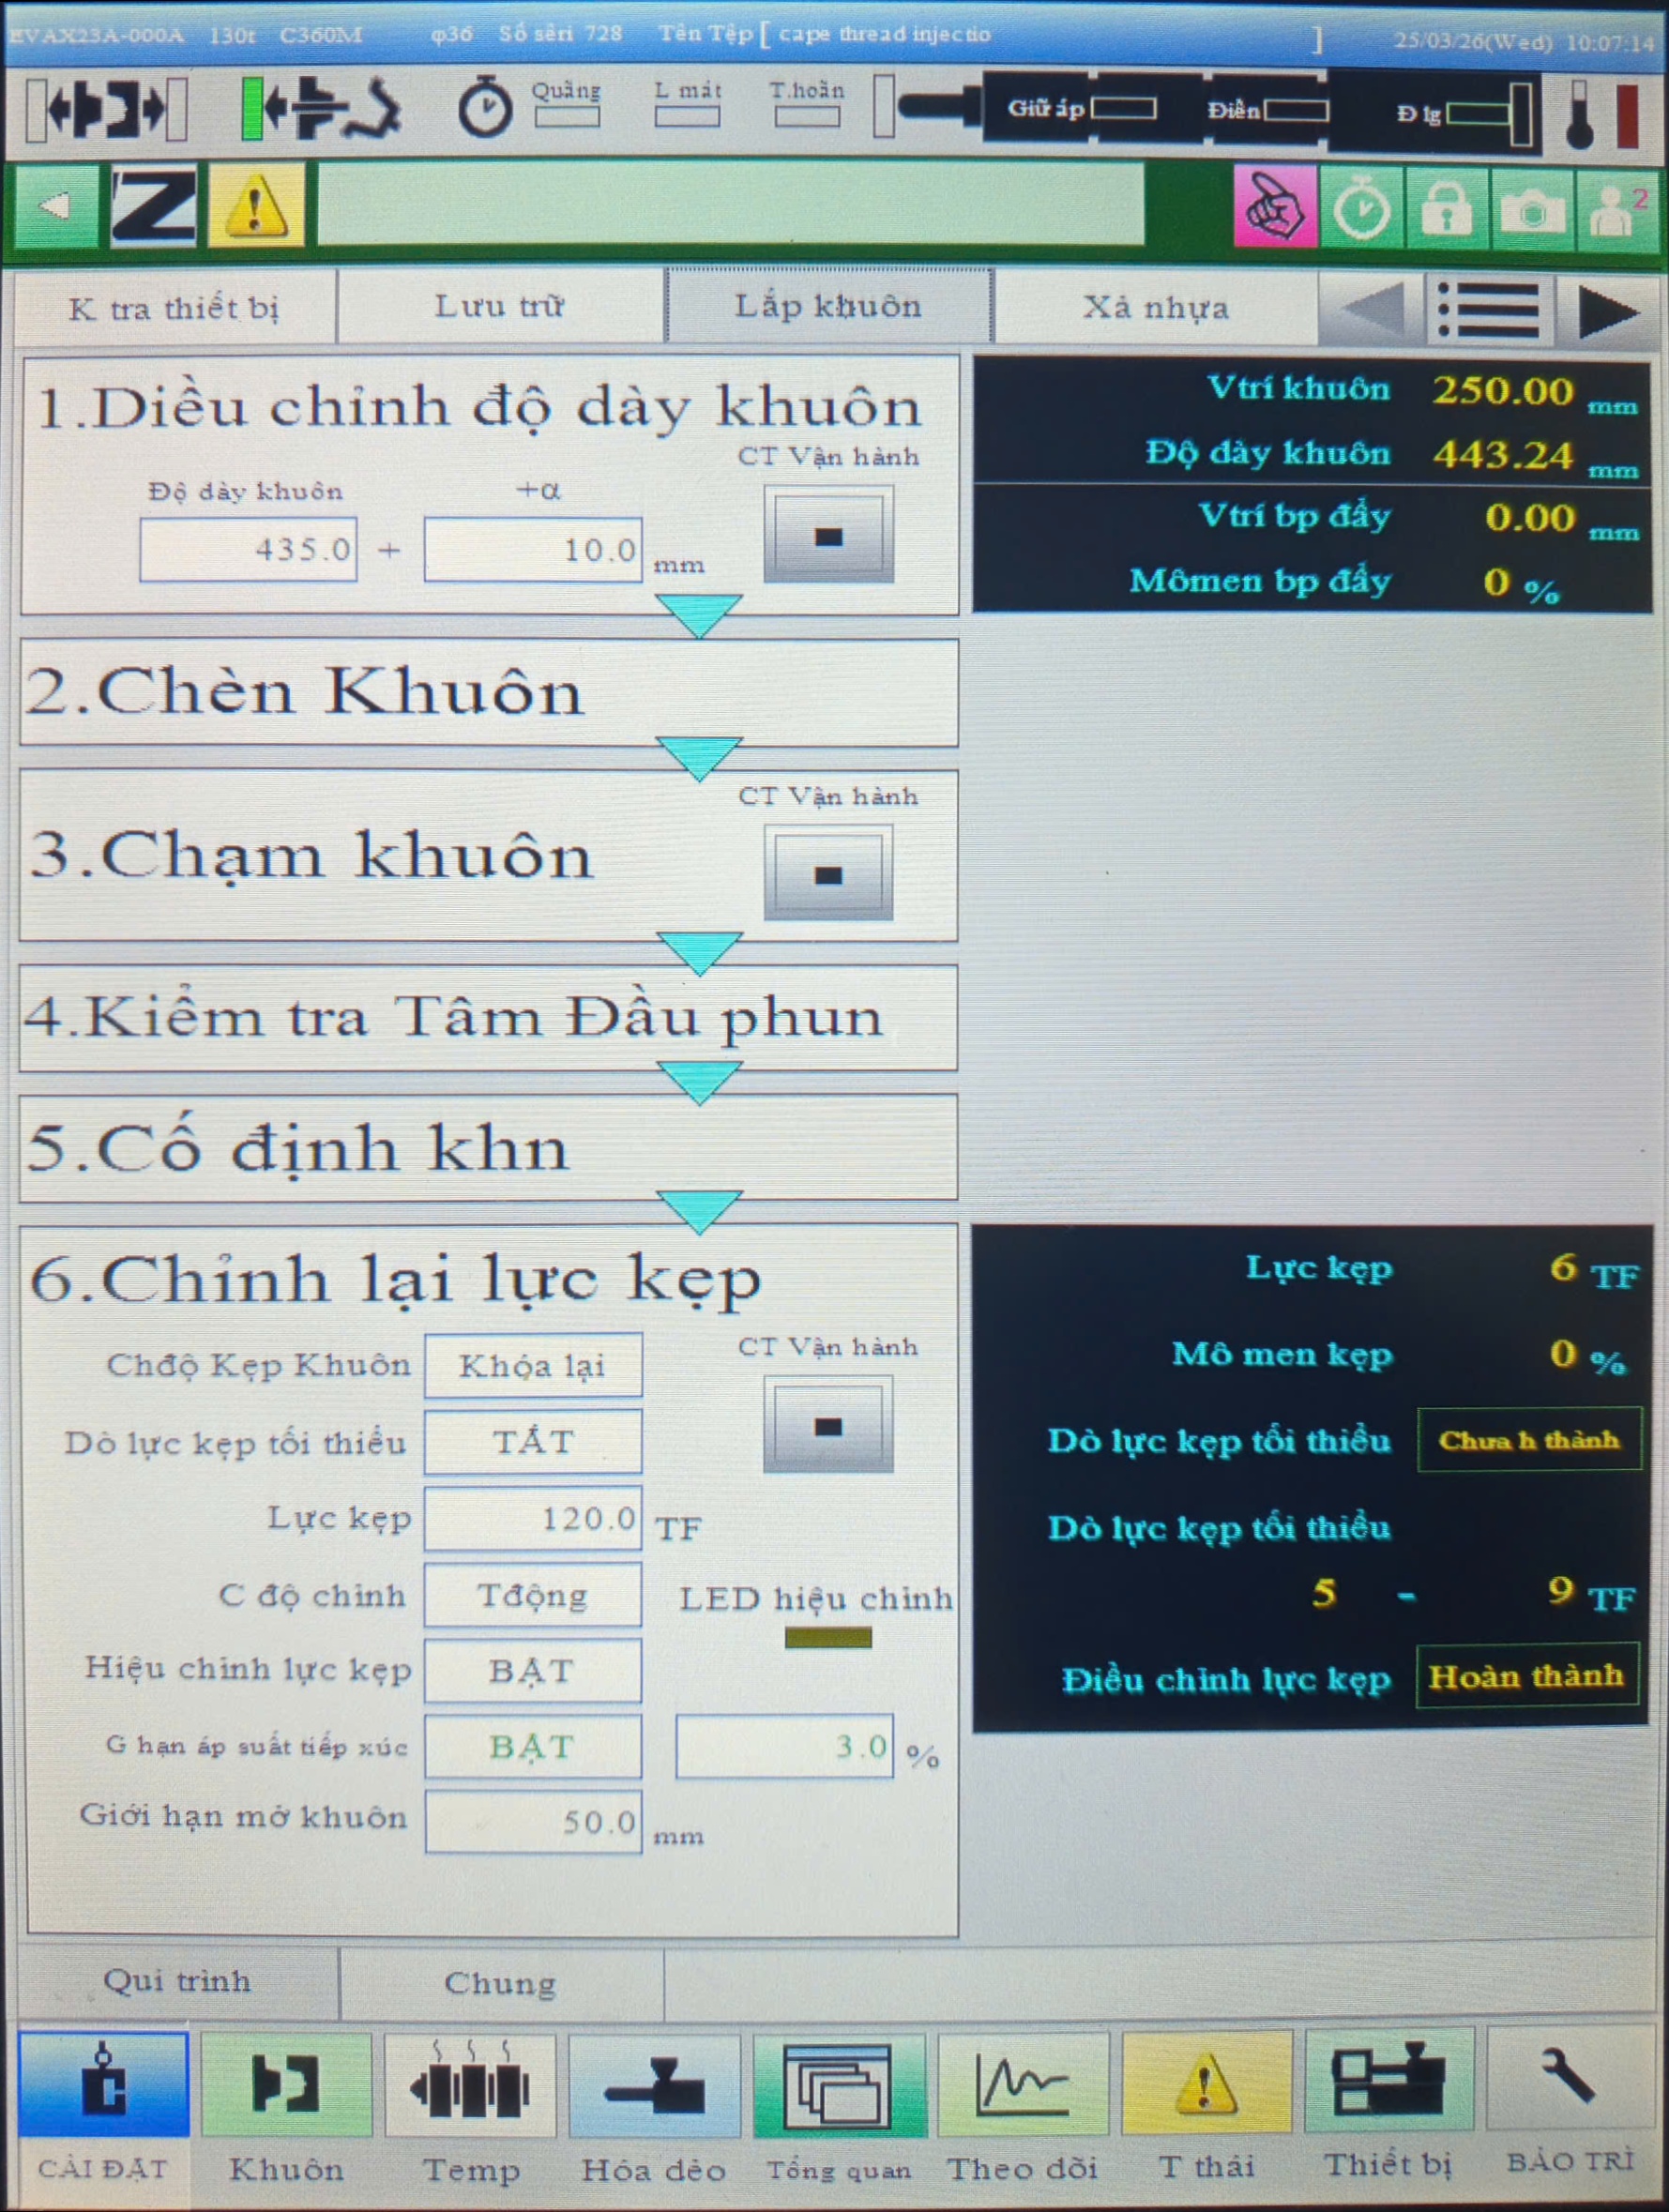 EVAX23A-000A 130t C360M φ36 Số sêri 728 Tên Tệp [ cape thread injectio ] 25/03/26(Wed) 10:07:14
Quãng L mát T.hoãn Giữ áp Điền Đ lg
2
K tra thiết bị Lưu trữ Lắp khuôn Xả nhựa
1.Diều chỉnh độ dày khuôn
CT Vận hành
Độ dày khuôn +α
435.0 + 10.0 mm
Vtrí khuôn 250.00 mm
Độ dày khuôn 443.24 mm
Vtrí bp đẩy 0.00 mm
Mômen bp đẩy 0 %
2.Chèn Khuôn
CT Vận hành
3.Chạm khuôn
4.Kiểm tra Tâm Đầu phun
5.Cố định khn
6.Chỉnh lại lực kẹp
CT Vận hành
Chđộ Kẹp Khuôn Khóa lại
Dò lực kẹp tối thiểu TẮT
Lực kẹp 120.0 TF
C độ chỉnh Tđộng LED hiệu chỉnh
Hiệu chỉnh lực kẹp BẬT
G hạn áp suất tiếp xúc BẬT 3.0 %
Giới hạn mở khuôn 50.0 mm
Lực kẹp 6 TF
Mô men kẹp 0 %
Dò lực kẹp tối thiểu Chưa h thành
Dò lực kẹp tối thiểu
5 - 9 TF
Điều chỉnh lực kẹp Hoàn thành
Qui trình Chung
CÀI ĐẶT Khuôn Temp Hóa dẻo Tổng quan Theo dõi T thái Thiết bị BẢO TRÌ